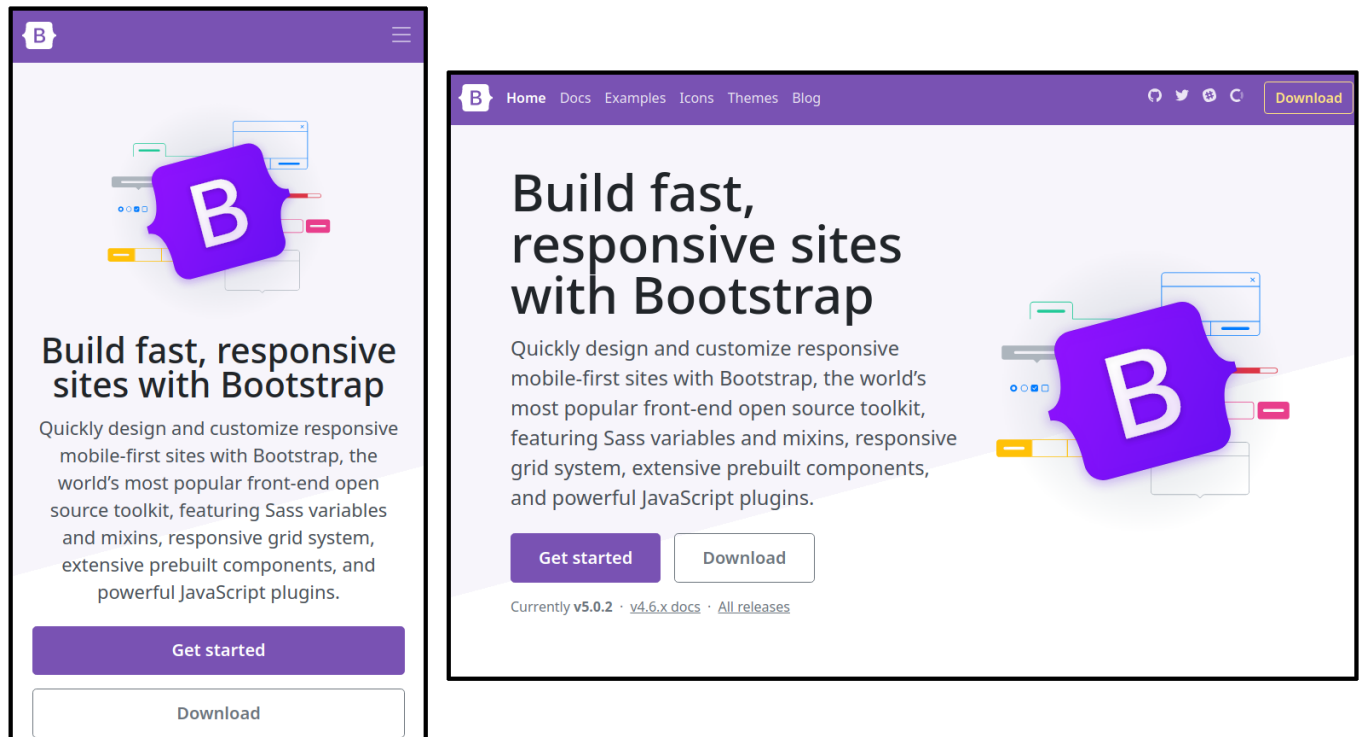 B
B
Build fast, responsive
sites with Bootstrap
Quickly design and customize responsive
mobile-first sites with Bootstrap, the
world’s most popular front-end open
source toolkit, featuring Sass variables
and mixins, responsive grid system,
extensive prebuilt components, and
powerful JavaScript plugins.
Get started
Download
B Home Docs Examples Icons Themes Blog Download
Build fast,
responsive sites
with Bootstrap
B
Quickly design and customize responsive
mobile-first sites with Bootstrap, the world’s
most popular front-end open source toolkit,
featuring Sass variables and mixins, responsive
grid system, extensive prebuilt components,
and powerful JavaScript plugins.
Get started Download
Currently v5.0.2 · v4.6.x docs · All releases